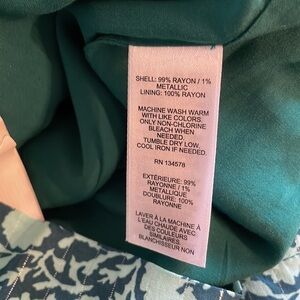 SHELL: 99% RAYON / 1%
METALLIC
LINING: 100% RAYON
MACHINE WASH WARM
WITH LIKE COLORS.
ONLY NON-CHLORINE
BLEACH WHEN
NEEDED.
TUMBLE DRY LOW.
COOL IRON IF NEEDED.
RN 134578
EXTÉRIEURE: 99%
RAYONNE / 1%
METALLIQUE
DOUBLURE: 100%
RAYONNE
LAVER À LA MACHINE À
L'EAU CHAUDE AVEC
DES COULEURS
SIMILAIRES.
BLANCHISSEUR NON